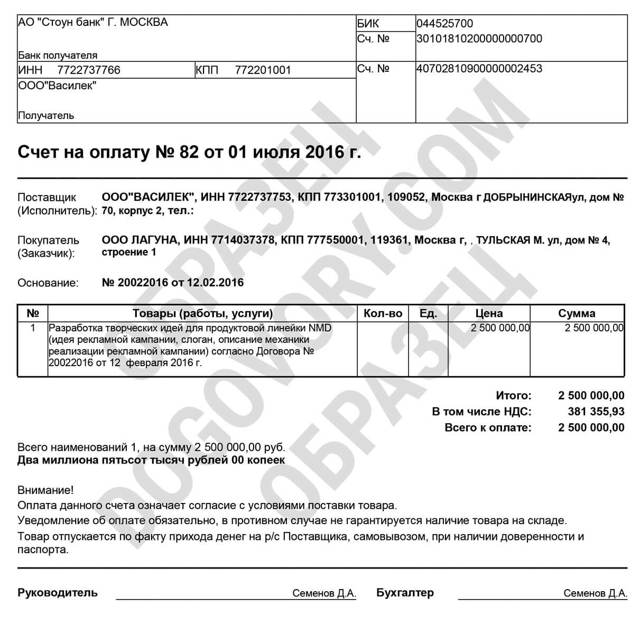 АО "Стоун банк" Г. МОСКВА БИК 044525700
Сч. № 30101810200000000700
Банк получателя
ИНН 7722737766 КПП 772201001 Сч. № 40702810900000002453
ООО"Василек"
Получатель
Счет на оплату № 82 от 01 июля 2016 г.
Поставщик ООО"ВАСИЛЕК", ИНН 7722737753, КПП 773301001, 109052, Москва г ДОБРЫНИНСКАЯул, дом №
(Исполнитель): 70, корпус 2, тел.:
Покупатель ООО ЛАГУНА, ИНН 7714037378, КПП 777550001, 119361, Москва г, , ТУЛЬСКАЯ М. ул, дом № 4,
(Заказчик): строение 1
Основание: № 20022016 от 12.02.2016
№ Товары (работы, услуги) Кол-во Ед. Цена Сумма
1 Разработка творческих идей для продуктовой линейки NMD 2 500 000,00 2 500 000,00
(идея рекламной кампании, слоган, описание механики
реализации рекламной кампании) согласно Договора №
20022016 от 12 февраля 2016 г.
Итого: 2 500 000,00
В том числе НДС: 381 355,93
Всего к оплате: 2 500 000,00
Всего наименований 1, на сумму 2 500 000,00 руб.
Два миллиона пятьсот тысяч рублей 00 копеек
Внимание!
Оплата данного счета означает согласие с условиями поставки товара.
Уведомление об оплате обязательно, в противном случае не гарантируется наличие товара на складе.
Товар отпускается по факту прихода денег на р/с Поставщика, самовывозом, при наличии доверенности и
паспорта.
Руководитель Семенов Д.А. Бухгалтер Семенов Д.А.
ОБРАЗЕЦ
DOGOVORY.COM
ОБРАЗЕЦ